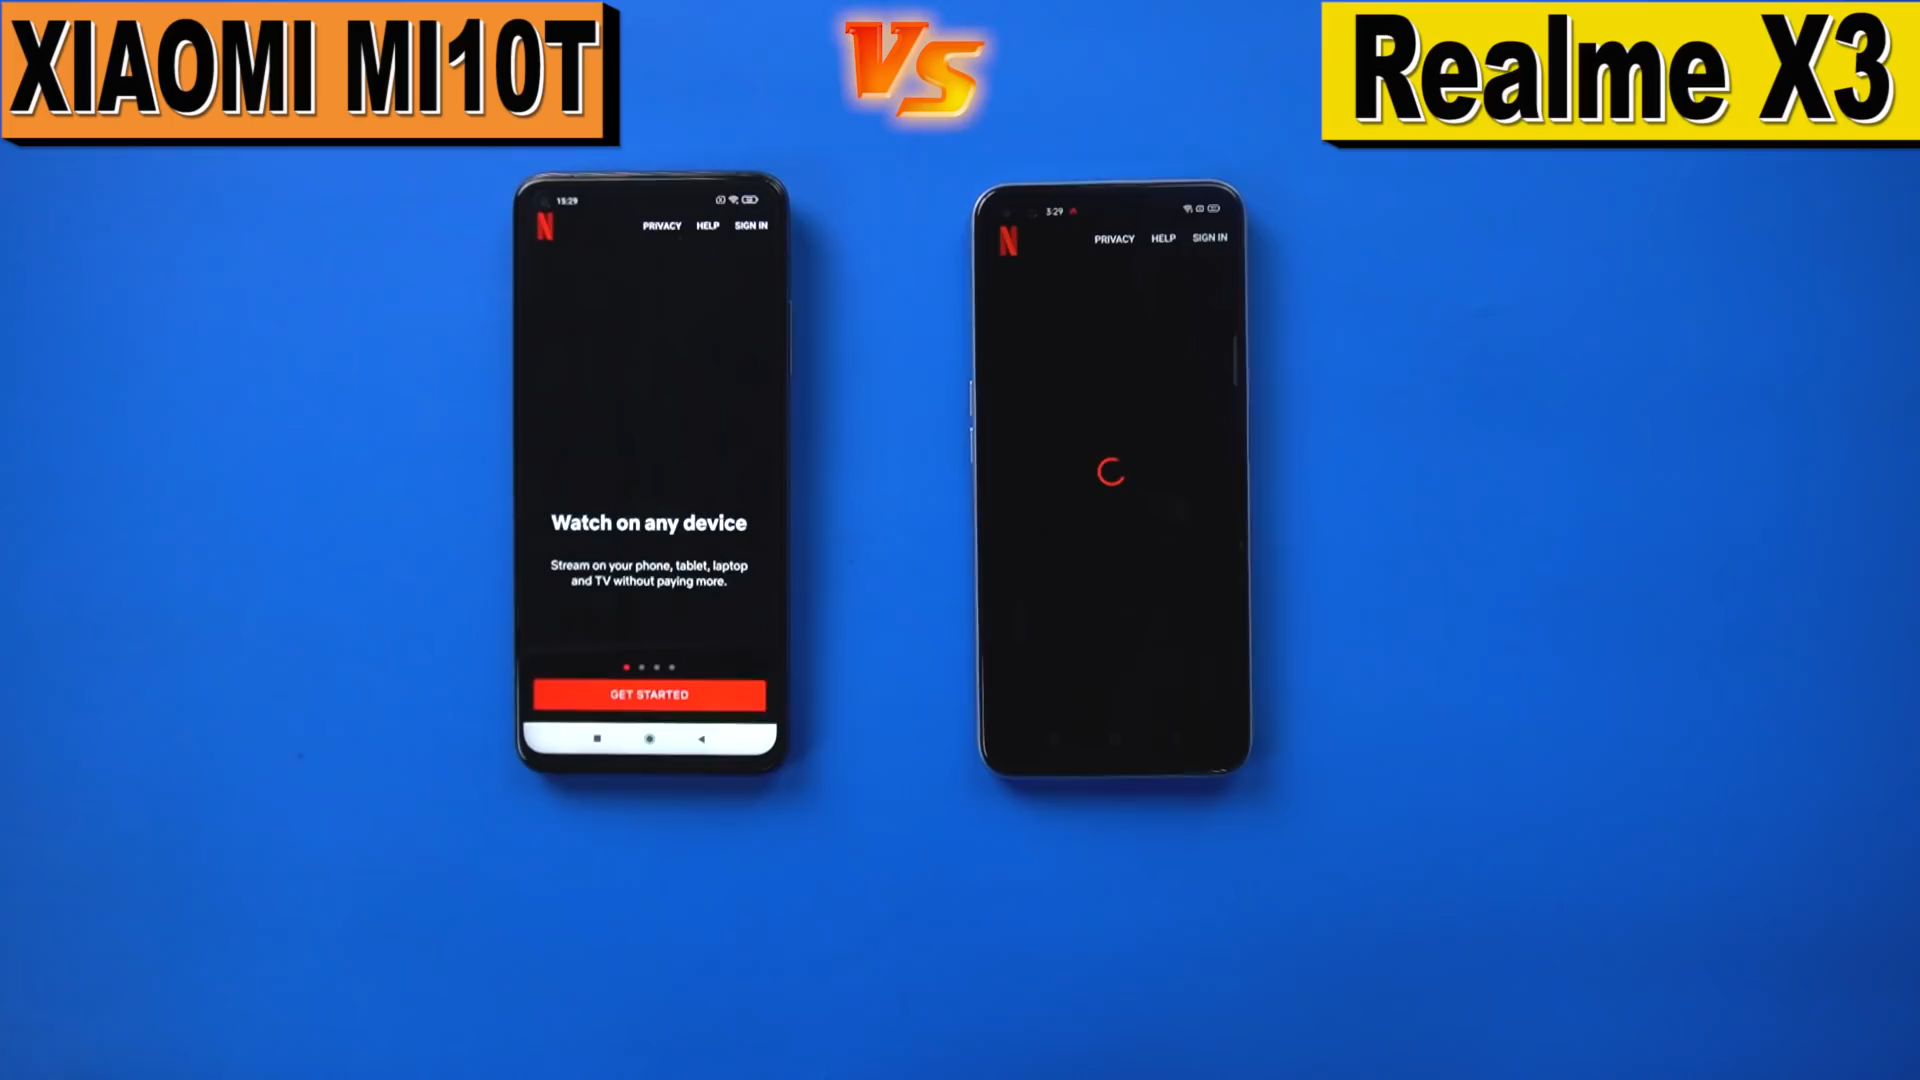 XIAOMI MI10T
VS
Realme X3
15:29
N
PRIVACY HELP SIGN IN
Watch on any device
Stream on your phone, tablet, laptop
and TV without paying more.
GET STARTED
3:29
N
PRIVACY HELP SIGN IN